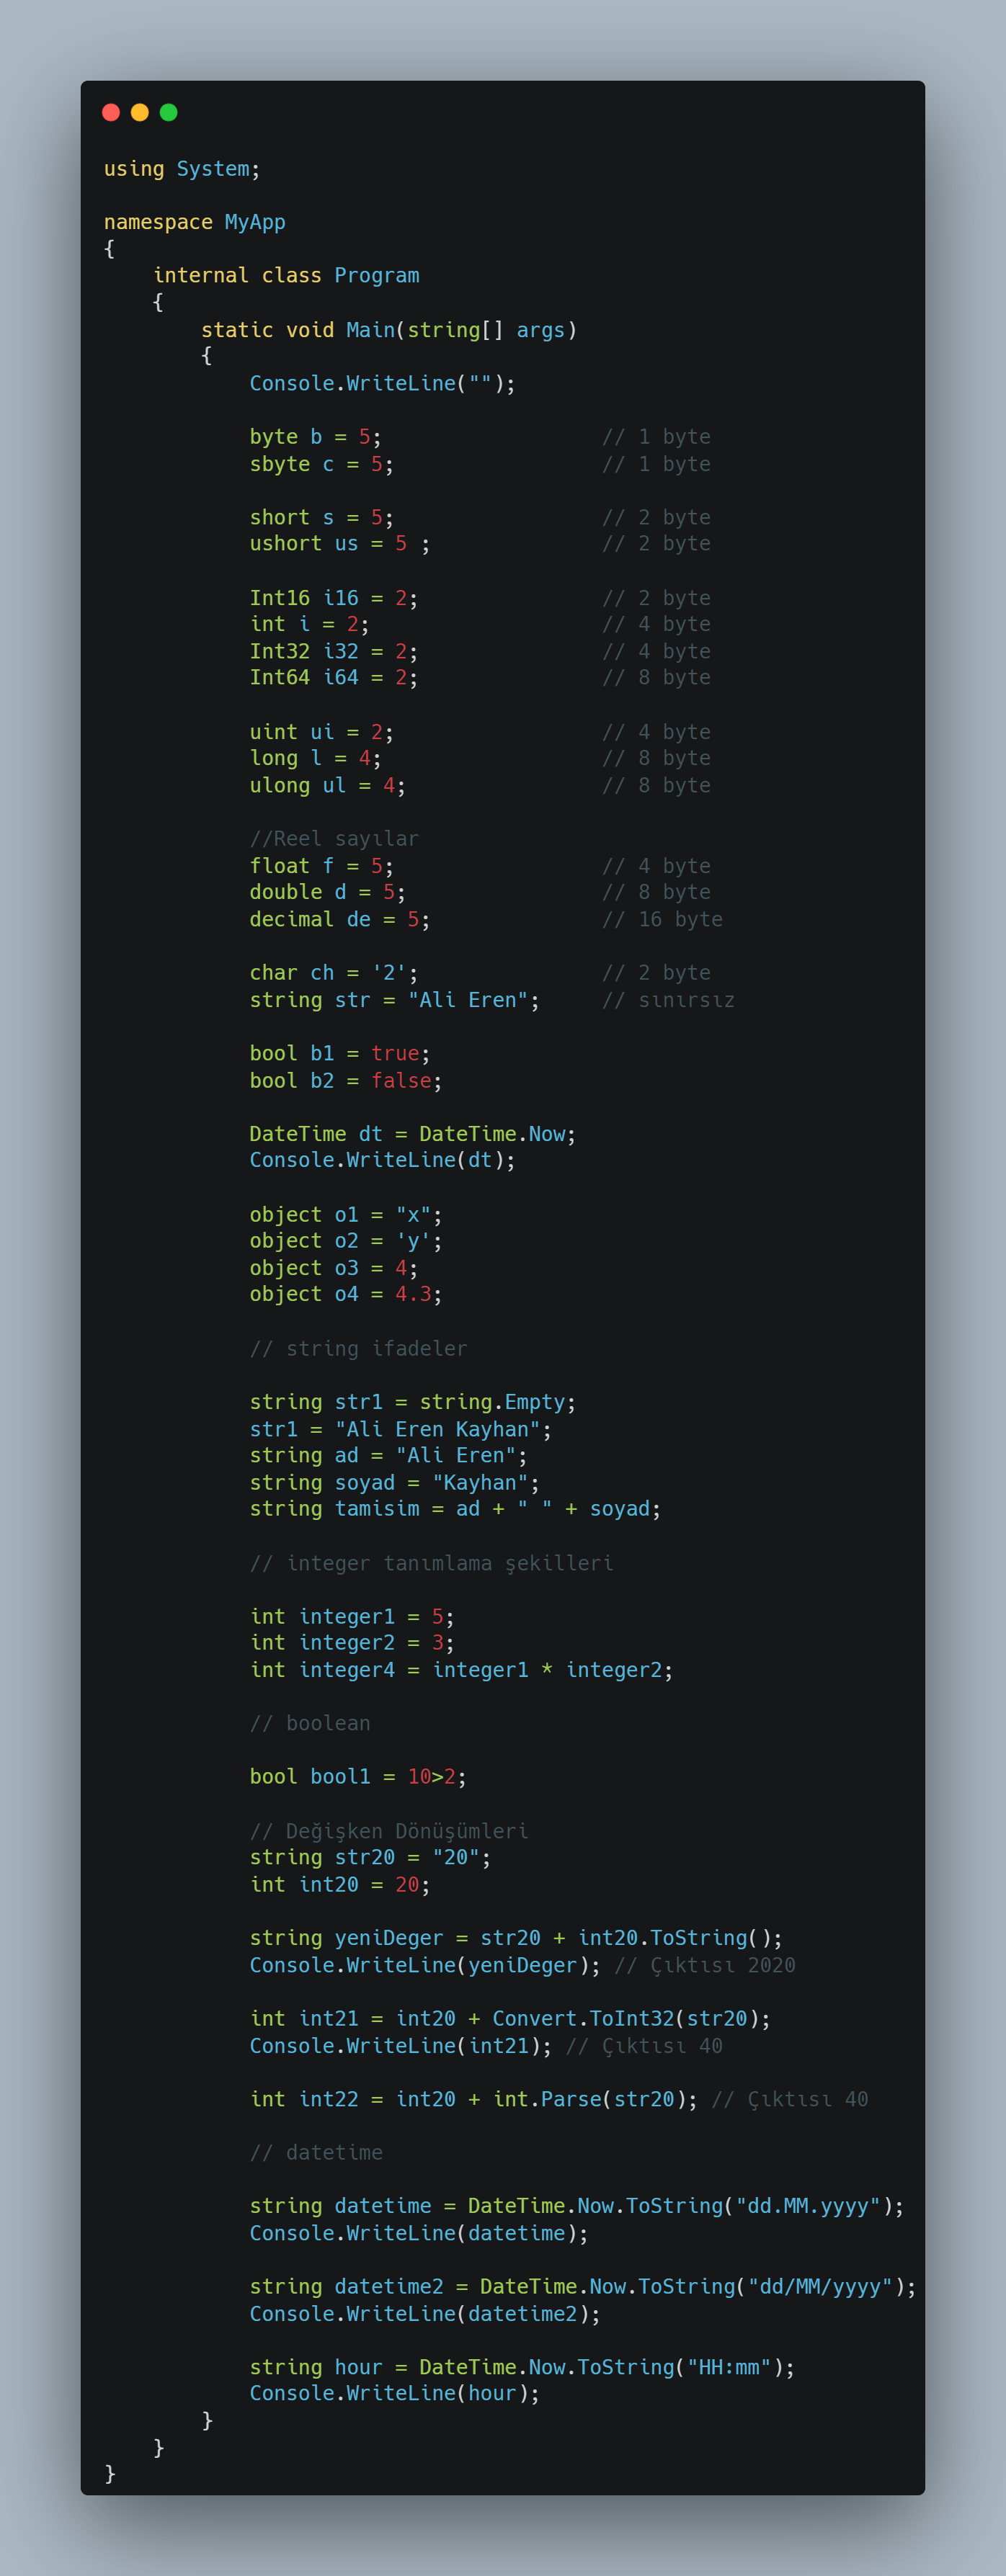 using System;

namespace MyApp
{
    internal class Program
    {
        static void Main(string[] args)
        {
            Console.WriteLine("");

            byte b = 5;                  // 1 byte
            sbyte c = 5;                 // 1 byte

            short s = 5;                 // 2 byte
            ushort us = 5 ;              // 2 byte

            Int16 i16 = 2;               // 2 byte
            int i = 2;                   // 4 byte
            Int32 i32 = 2;               // 4 byte
            Int64 i64 = 2;               // 8 byte

            uint ui = 2;                 // 4 byte
            long l = 4;                  // 8 byte
            ulong ul = 4;                // 8 byte

            //Reel sayılar
            float f = 5;                 // 4 byte
            double d = 5;                // 8 byte
            decimal de = 5;              // 16 byte

            char ch = '2';               // 2 byte
            string str = "Ali Eren";     // sınırsız

            bool b1 = true;
            bool b2 = false;

            DateTime dt = DateTime.Now;
            Console.WriteLine(dt);

            object o1 = "x";
            object o2 = 'y';
            object o3 = 4;
            object o4 = 4.3;

            // string ifadeler

            string str1 = string.Empty;
            str1 = "Ali Eren Kayhan";
            string ad = "Ali Eren";
            string soyad = "Kayhan";
            string tamisim = ad + " " + soyad;

            // integer tanımlama şekilleri

            int integer1 = 5;
            int integer2 = 3;
            int integer4 = integer1 * integer2;

            // boolean

            bool bool1 = 10>2;

            // Değişken Dönüşümleri
            string str20 = "20";
            int int20 = 20;

            string yeniDeger = str20 + int20.ToString();
            Console.WriteLine(yeniDeger); // Çıktısı 2020

            int int21 = int20 + Convert.ToInt32(str20);
            Console.WriteLine(int21); // Çıktısı 40

            int int22 = int20 + int.Parse(str20); // Çıktısı 40

            // datetime

            string datetime = DateTime.Now.ToString("dd.MM.yyyy");
            Console.WriteLine(datetime);

            string datetime2 = DateTime.Now.ToString("dd/MM/yyyy");
            Console.WriteLine(datetime2);

            string hour = DateTime.Now.ToString("HH:mm");
            Console.WriteLine(hour);
        }
    }
}